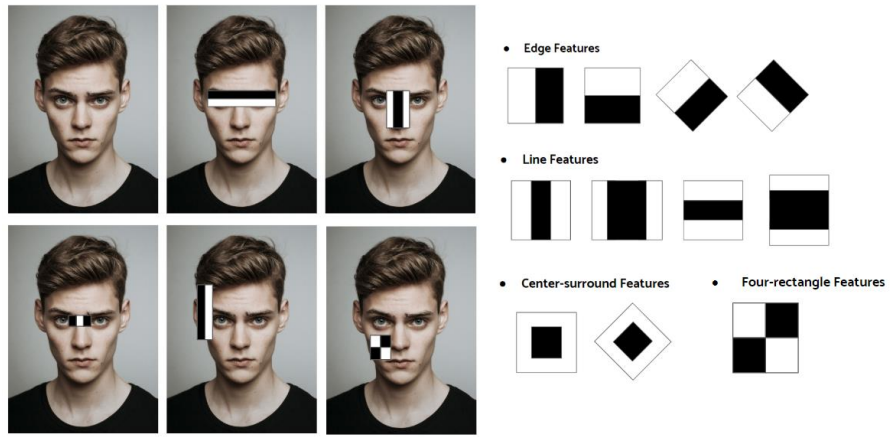 Edge Features
Line Features
Center-surround Features
Four-rectangle Features